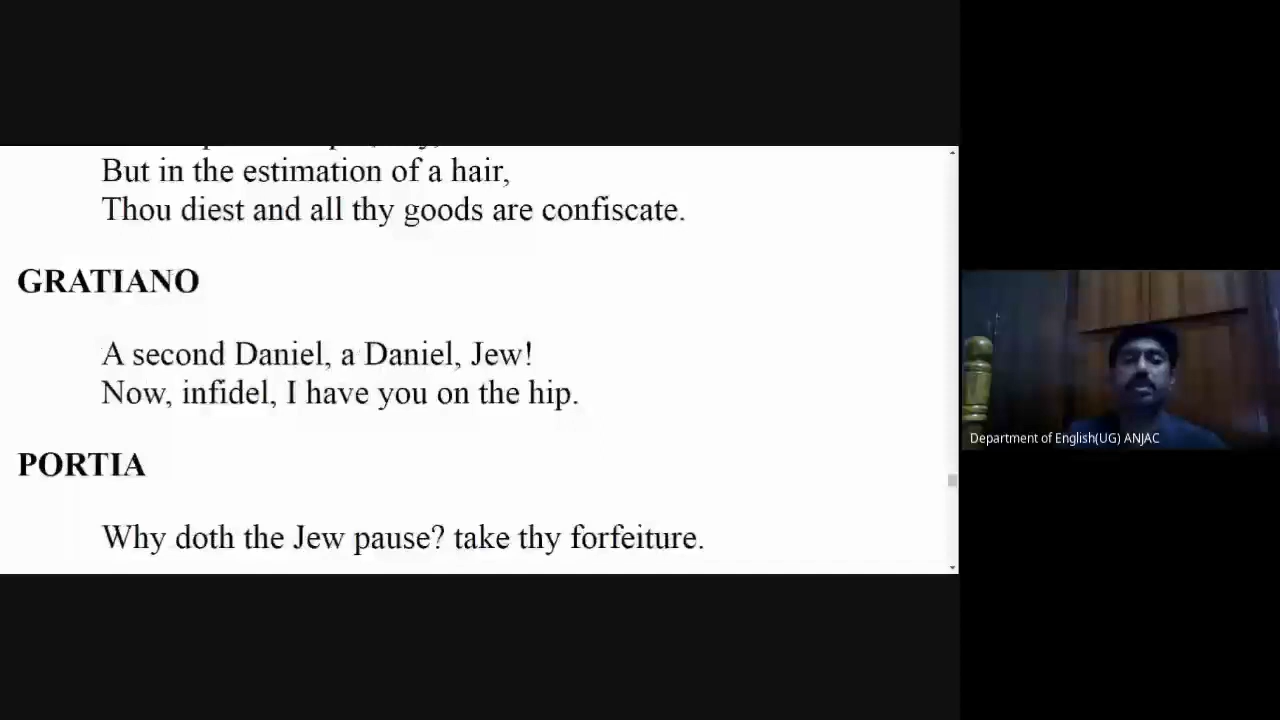 But in the estimation of a hair,
Thou diest and all thy goods are confiscate.
GRATIANO
A second Daniel, a Daniel, Jew!
Now, infidel, I have you on the hip.
PORTIA
Why doth the Jew pause? take thy forfeiture.
Department of English(UG) ANJAC